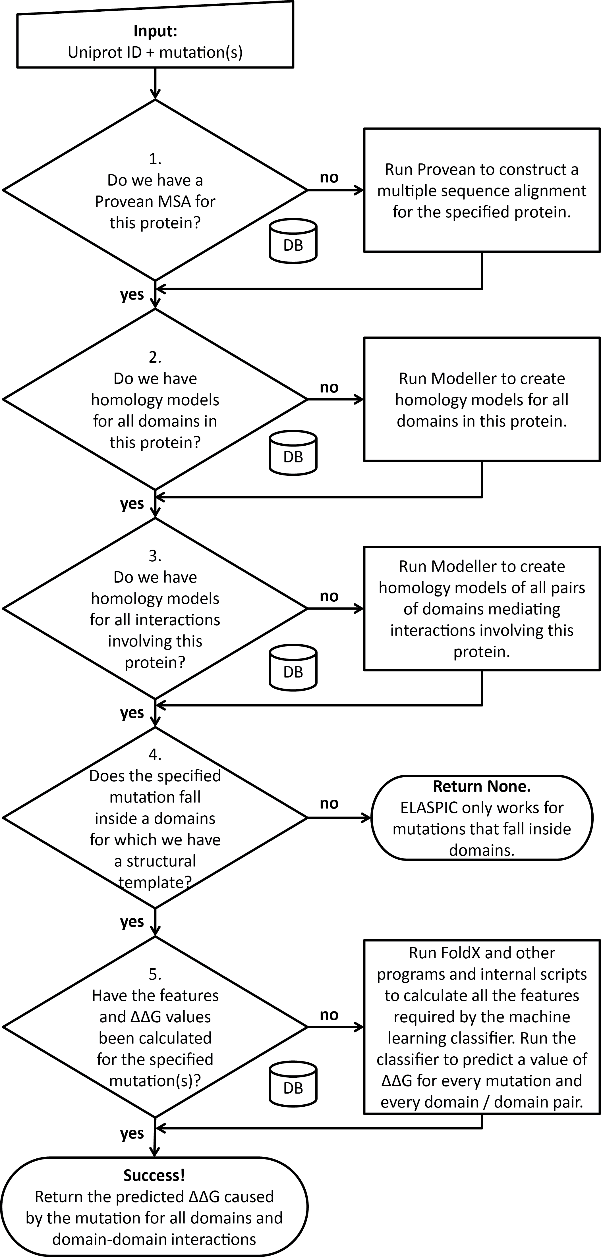 Input:
Uniprot ID + mutation(s)
1.
Do we have a
Provean MSA for
this protein?
no
Run Provean to construct a
multiple sequence alignment
for the specified protein.
DB
yes
2.
Do we have
homology models
for all domains in
this protein?
no
Run Modeller to create
homology models for all
domains in this protein.
DB
yes
3.
Do we have
homology models
for all interactions
involving this
protein?
no
Run Modeller to create
homology models of all pairs
of domains mediating
interactions involving this
protein.
DB
yes
4.
Does the specified
mutation fall
inside a domains
for which we have
a structural
template?
no
Return None.
ELASPIC only works for
mutations that fall inside
domains.
yes
5.
Have the features
and ΔΔG values
been calculated
for the specified
mutation(s)?
no
Run FoldX and other
programs and internal scripts
to calculate all the features
required by the machine
learning classifier. Run the
classifier to predict a value of
ΔΔG for every mutation and
every domain / domain pair.
DB
yes
Success!
Return the predicted ΔΔG caused
by the mutation for all domains and
domain-domain interactions